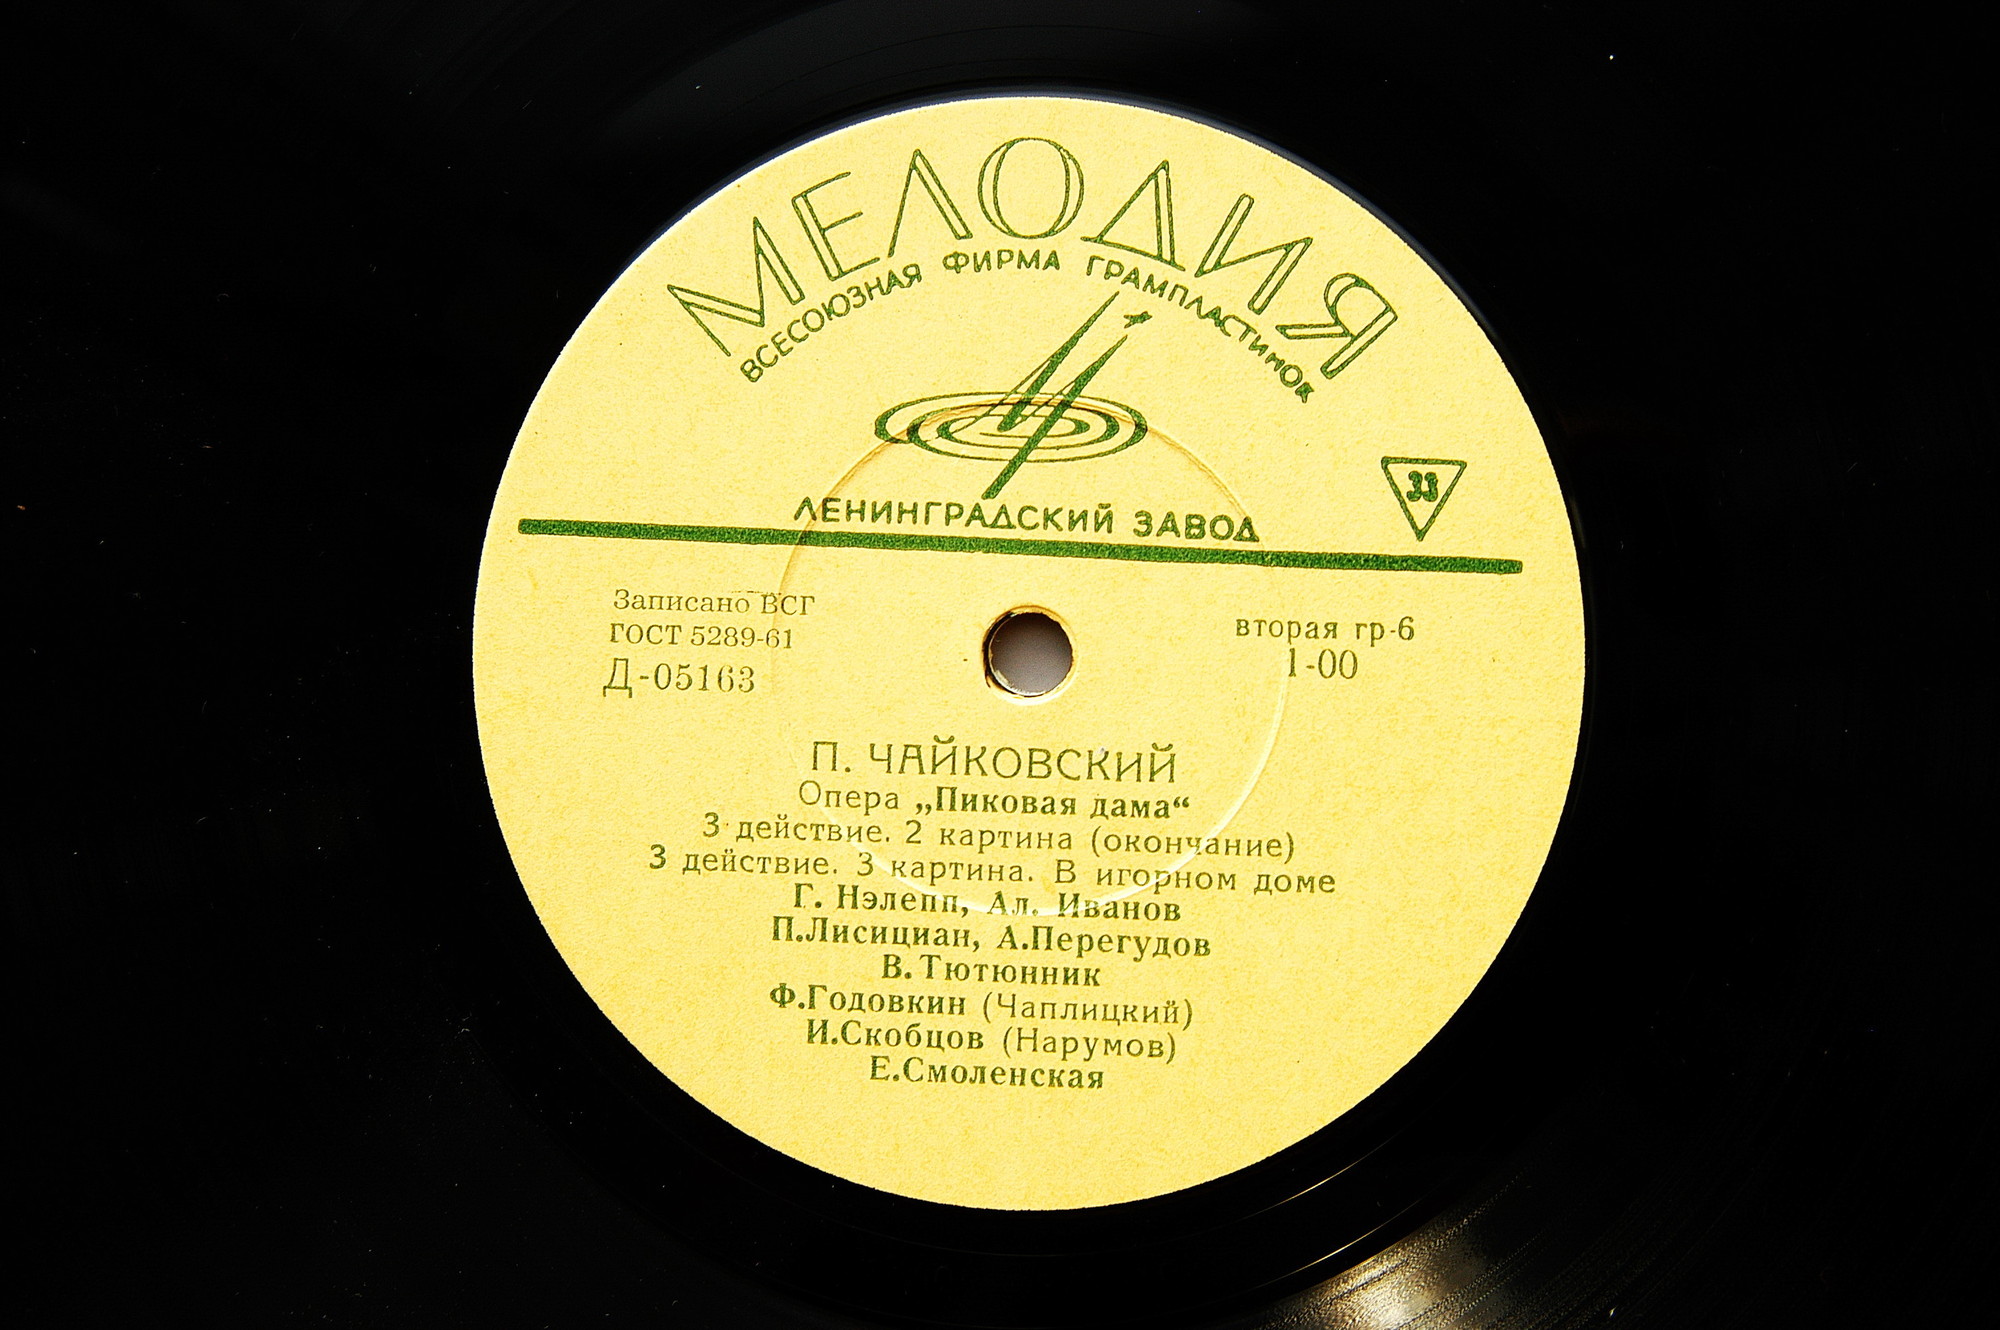 МЕЛОДИЯ
ВСЕСОЮЗНАЯ ФИРМА ГРАМПЛАСТИНОК
33
ЛЕНИНГРАДСКИЙ ЗАВОД
Записано ВСГ
ГОСТ 5289-61
Д-05163
вторая гр-6
1-00
П. ЧАЙКОВСКИЙ
Опера „Пиковая дама“
3 действие. 2 картина (окончание)
3 действие. 3 картина. В игорном доме
Г. Нэлепп, Ал. Иванов
П.Лисициан, А.Перегудов
В.Тютюнник
Ф.Годовкин (Чаплицкий)
И.Скобцов (Нарумов)
Е.Смоленская